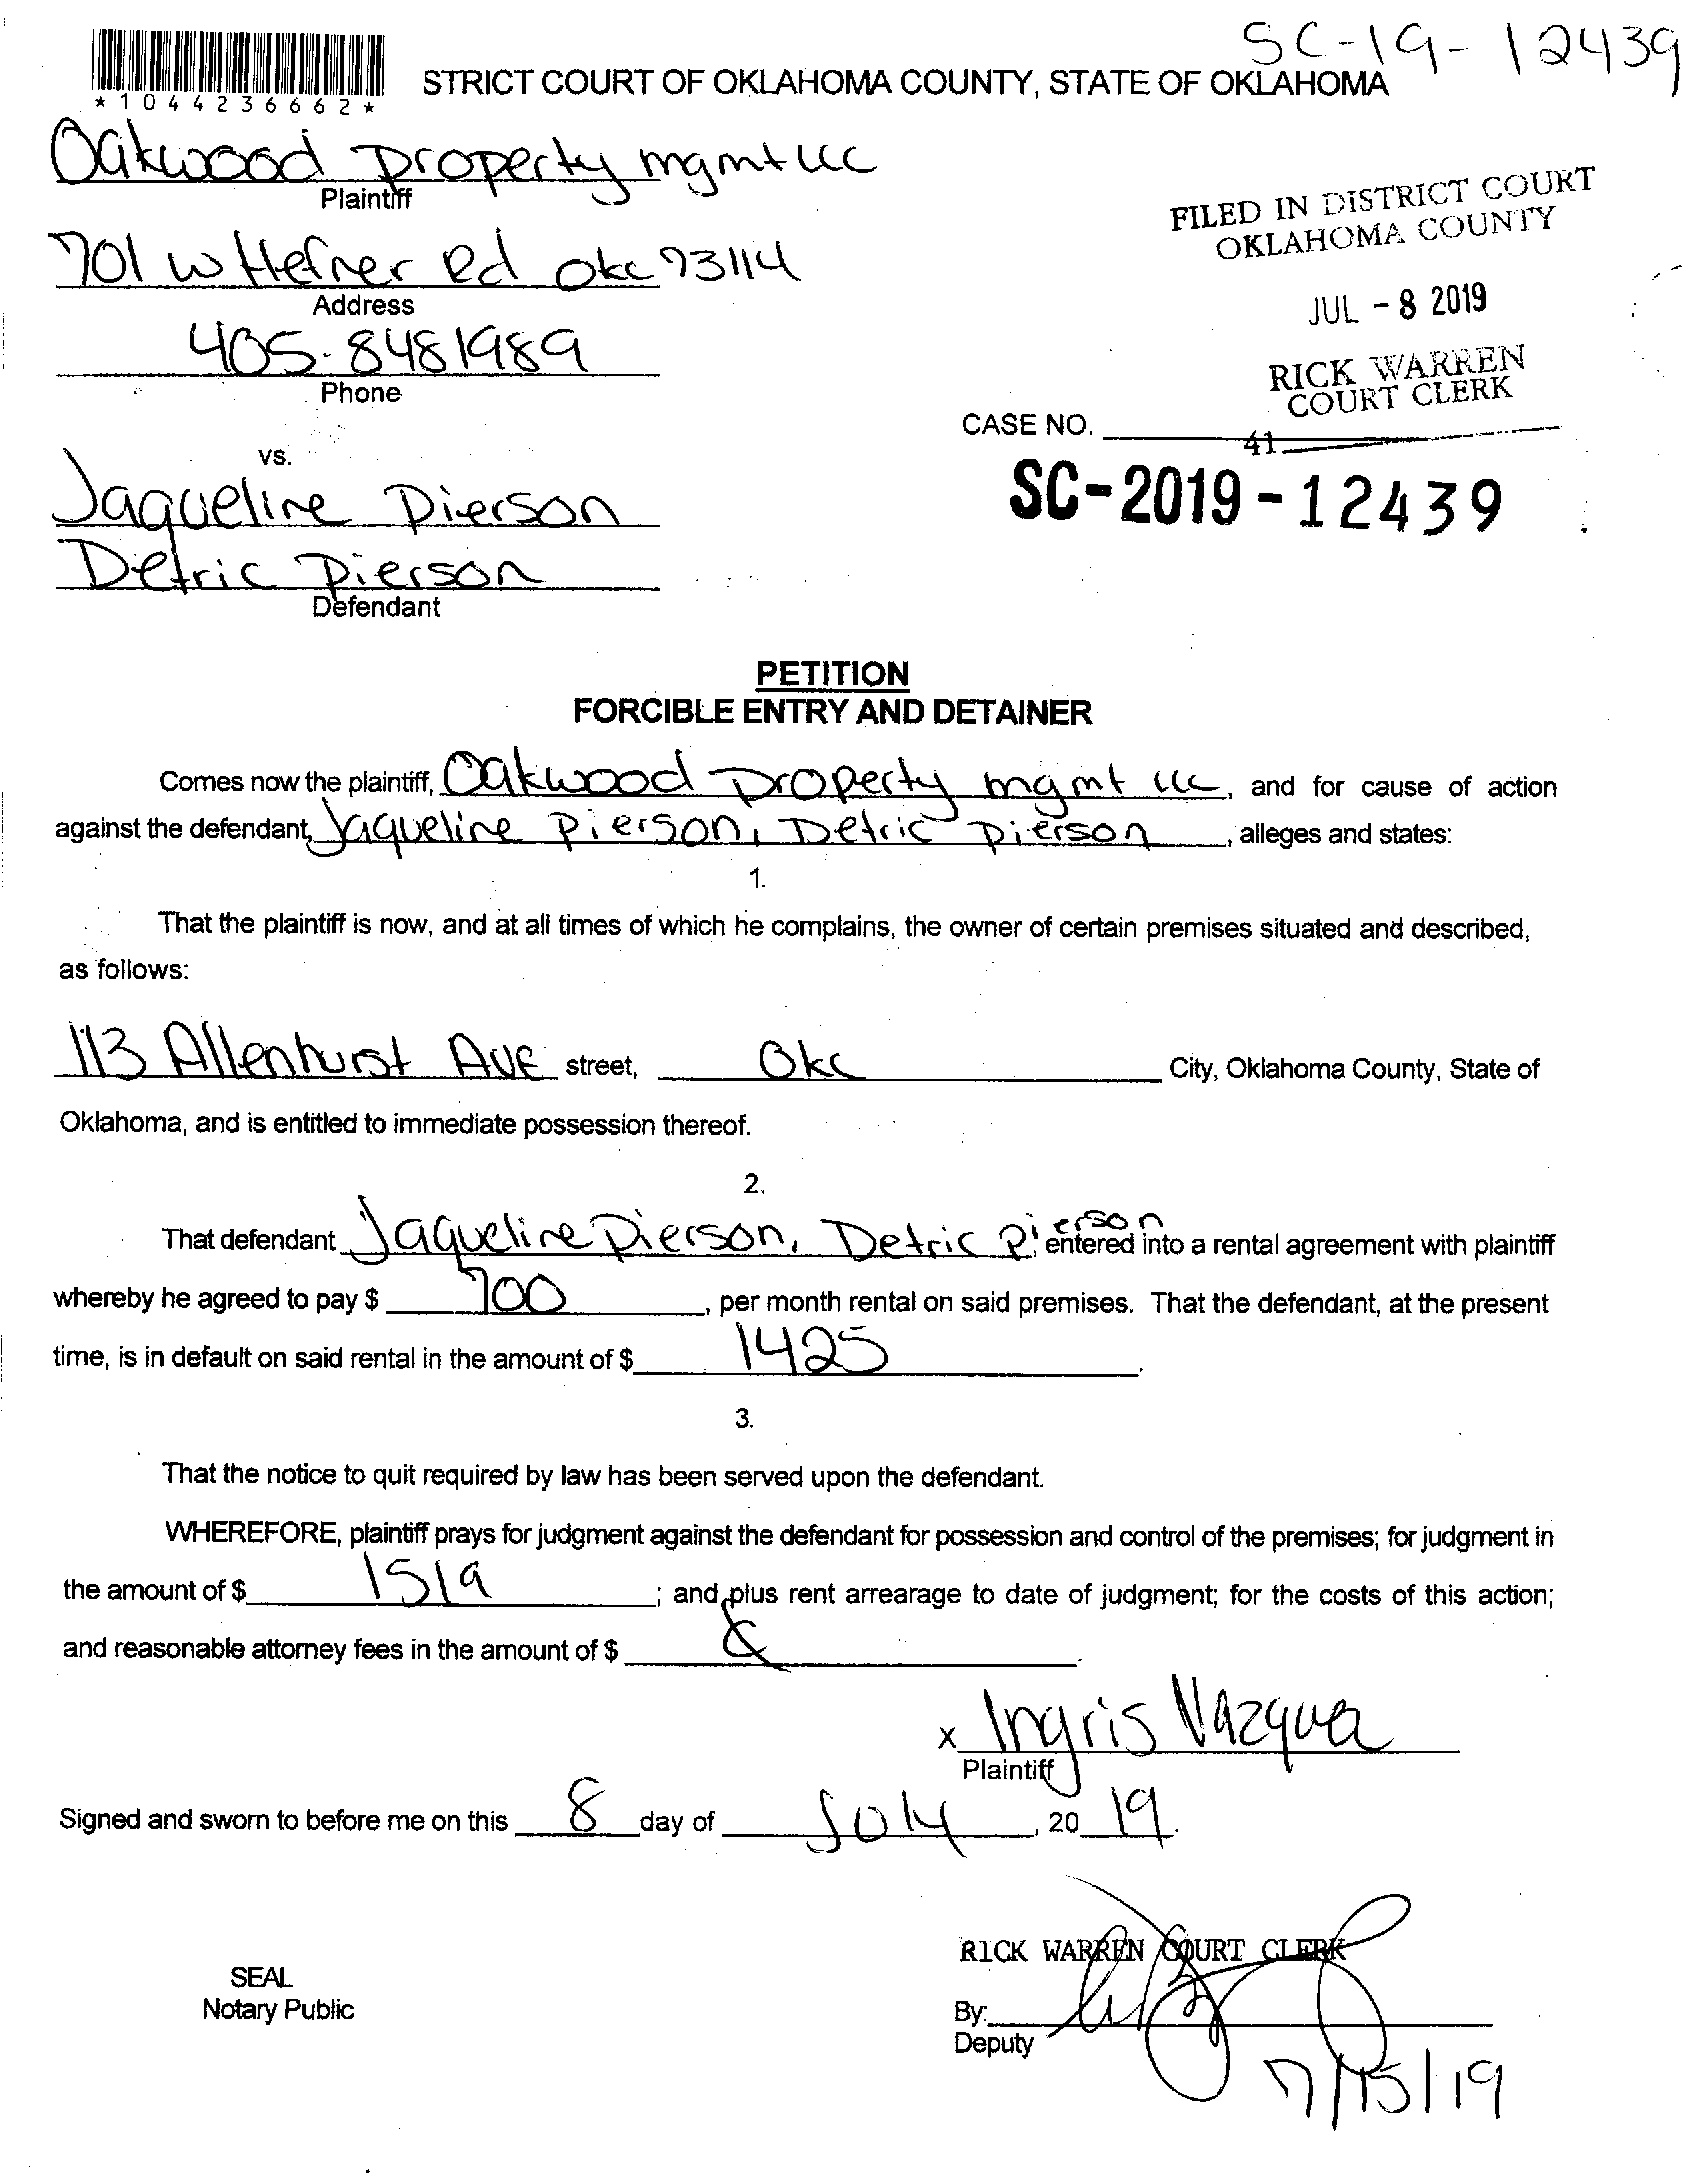 SC-19-12439
*1044236662*
STRICT COURT OF OKLAHOMA COUNTY, STATE OF OKLAHOMA
Oakwood Property mgmt LLC
Plaintiff
701 W Hefner Rd Okc 73114
Address
405-8481989
Phone
FILED IN DISTRICT COURT
OKLAHOMA COUNTY
JUL - 8 2019
RICK WARREN
COURT CLERK
CASE NO.
41
SC-2019-12439
vs.
Jaqueline Pierson
Detric Pierson
Defendant
PETITION
FORCIBLE ENTRY AND DETAINER
Comes now the plaintiff, Oakwood Property mgmt LLC, and for cause of action
against the defendant, Jaqueline Pierson, Detric Pierson, alleges and states:
1.
That the plaintiff is now, and at all times of which he complains, the owner of certain premises situated and described,
as follows:
113 Allenhurst Ave street, Okc City, Oklahoma County, State of
Oklahoma, and is entitled to immediate possession thereof.
2.
That defendant Jaqueline Pierson, Detric Pierson entered into a rental agreement with plaintiff
whereby he agreed to pay $ 700, per month rental on said premises. That the defendant, at the present
time, is in default on said rental in the amount of $ 1425.
3.
That the notice to quit required by law has been served upon the defendant.
WHEREFORE, plaintiff prays for judgment against the defendant for possession and control of the premises; for judgment in
the amount of $ 1519; and plus rent arrearage to date of judgment; for the costs of this action;
and reasonable attorney fees in the amount of $
x Ingris Vazquez
Plaintiff
Signed and sworn to before me on this 8 day of July, 20 19.
SEAL
Notary Public
RICK WARREN COURT CLERK
By:
Deputy
7/15/19